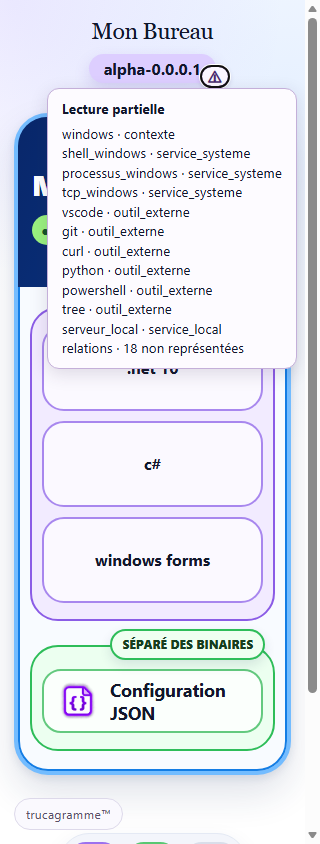 Mon Bureau
alpha-0.0.0.1
Lecture partielle
windows · contexte
shell_windows · service_systeme
processus_windows · service_systeme
tcp_windows · service_systeme
vscode · outil_externe
git · outil_externe
curl · outil_externe
python · outil_externe
powershell · outil_externe
tree · outil_externe
serveur_local · service_local
relations · 18 non représentées
.net 10
c#
windows forms
SÉPARÉ DES BINAIRES
Configuration
JSON
trucagramme™